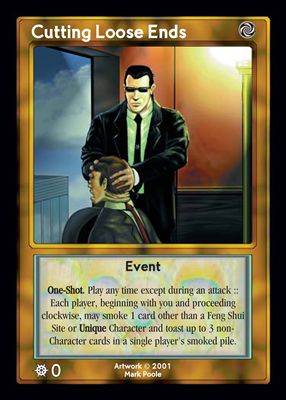 Cutting Loose Ends
Event
One-Shot. Play any time except during an attack ::
Each player, beginning with you and proceeding
clockwise, may smoke 1 card other than a Feng Shui
Site or Unique Character and toast up to 3 non-
Character cards in a single player's smoked pile.
0
Artwork © 2001
Mark Poole